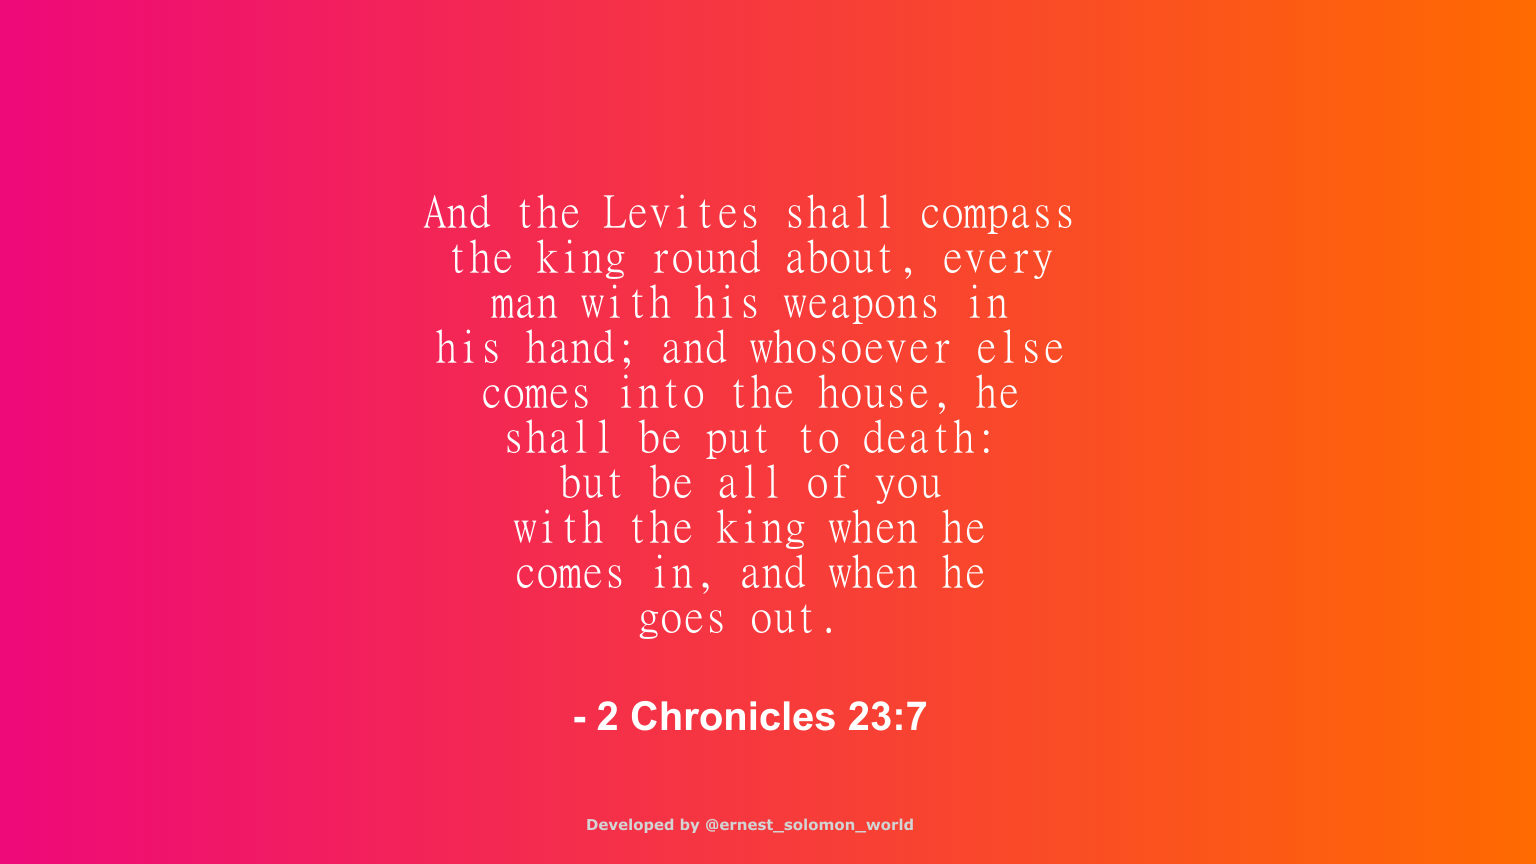 And the Levites shall compass
the king round about, every
man with his weapons in
his hand; and whosoever else
comes into the house, he
shall be put to death:
but be all of you
with the king when he
comes in, and when he
goes out.
- 2 Chronicles 23:7
Developed by @ernest_solomon_world